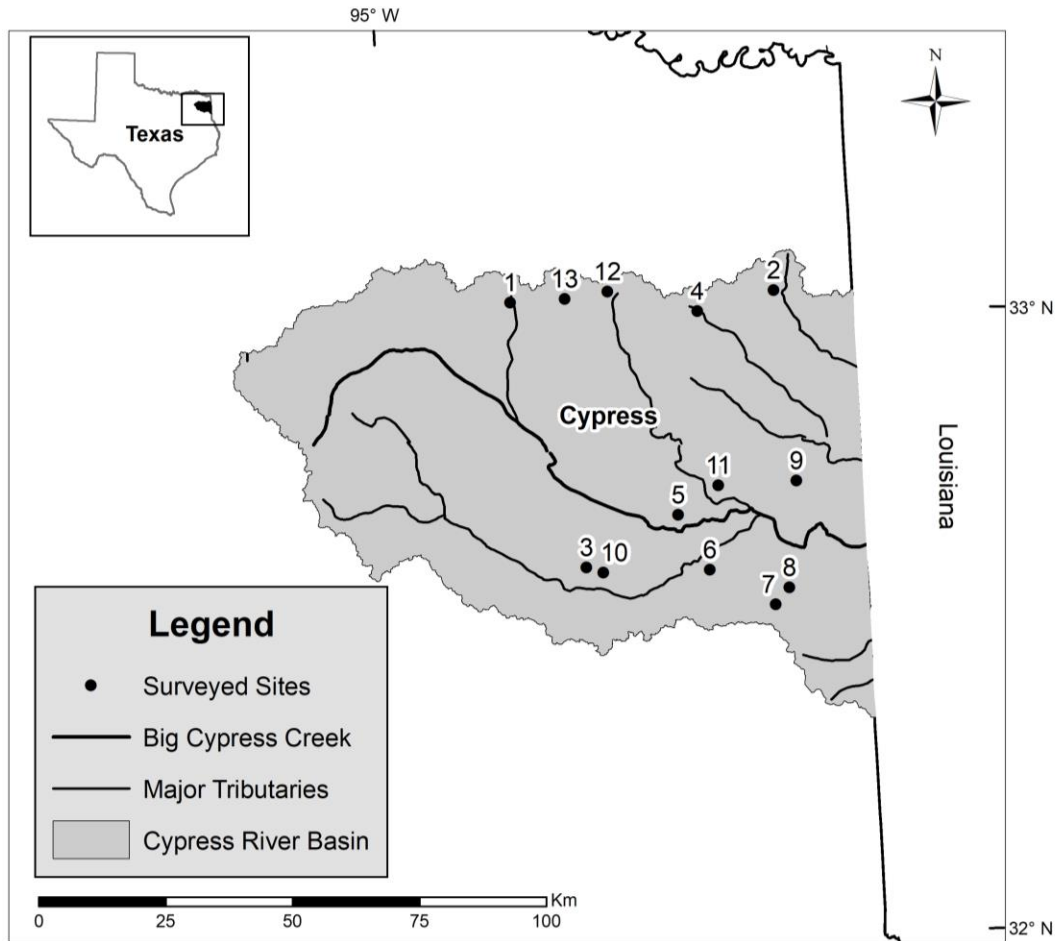 95° W
N
Texas
1
13
12
4
2
33° N
Cypress
Louisiana
11
9
5
3
10
6
8
7
Legend
Surveyed Sites
Big Cypress Creek
Major Tributaries
Cypress River Basin
Km
0 25 50 75 100
32° N